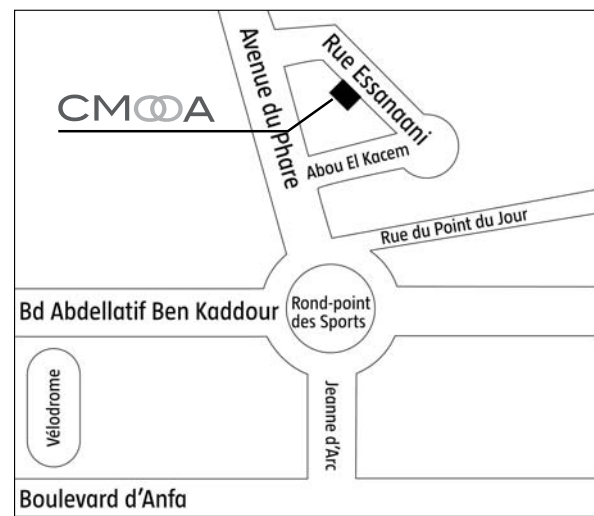 Avenue du Phare
Rue Essanaani
CMOOA
Abou El Kacem
Rue du Point du Jour
Bd Abdellatif Ben Kaddour
Rond-point
des Sports
Vélodrome
Jeanne d'Arc
Boulevard d'Anfa